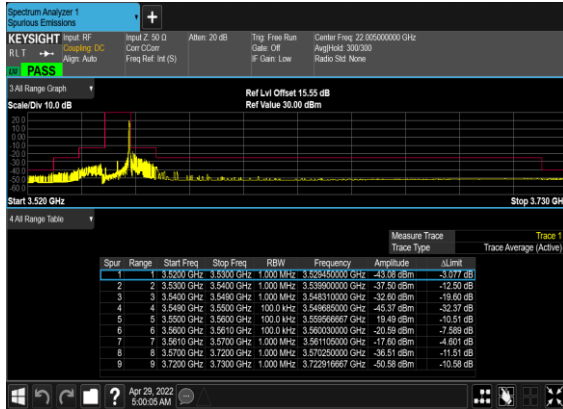 Spectrum Analyzer 1
Spurious Emissions
KEYSIGHT
Input: RF
Input Z: 50 Ω
Atten: 20 dB
Trig: Free Run
Center Freq: 22.005000000 GHz
R L T
Coupling: DC
Corr CCorr
Gate: Off
Avg|Hold: 300/300
Align: Auto
Freq Ref: Int (S)
IF Gain: Low
Radio Std: None
PASS
3 All Range Graph
Ref Lvl Offset 15.55 dB
Scale/Div 10.0 dB
Ref Value 30.00 dBm
20.0
10.0
0.00
-10.0
-20.0
-30.0
-40.0
-50.0
-60.0
Start 3.520 GHz
Stop 3.730 GH
4 All Range Table
Measure Trace
Trace 1
Trace Type
Trace Average (Active)
Spur Range Start Freq Stop Freq RBW Frequency Amplitude ΔLimit
1 1 3.5200 GHz 3.5300 GHz 1.000 MHz 3.529450000 GHz -43.08 dBm -3.077 dB
2 2 3.5300 GHz 3.5400 GHz 1.000 MHz 3.539900000 GHz -37.50 dBm -12.50 dB
3 3 3.5400 GHz 3.5490 GHz 1.000 MHz 3.548310000 GHz -32.60 dBm -19.60 dB
4 4 3.5490 GHz 3.5500 GHz 100.0 kHz 3.549685000 GHz -45.37 dBm -32.37 dB
5 5 3.5500 GHz 3.5600 GHz 100.0 kHz 3.559566667 GHz 19.49 dBm -10.51 dB
6 6 3.5600 GHz 3.5610 GHz 100.0 kHz 3.560030000 GHz -20.59 dBm -7.589 dB
7 7 3.5610 GHz 3.5700 GHz 1.000 MHz 3.561105000 GHz -17.60 dBm -4.601 dB
8 8 3.5700 GHz 3.7200 GHz 1.000 MHz 3.570250000 GHz -36.51 dBm -11.51 dB
9 9 3.7200 GHz 3.7300 GHz 1.000 MHz 3.722916667 GHz -50.58 dBm -10.58 dB
Apr 29, 2022
5:00:05 AM